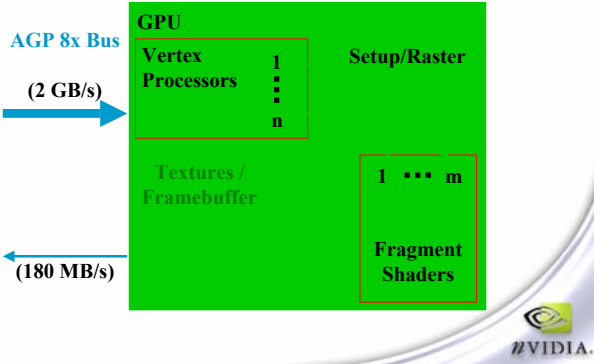 GPU
AGP 8x Bus
(2 GB/s)
Vertex
Processors
1
n
Setup/Raster
Textures /
Framebuffer
1 ▪▪▪ m
Fragment
Shaders
(180 MB/s)
nVIDIA.